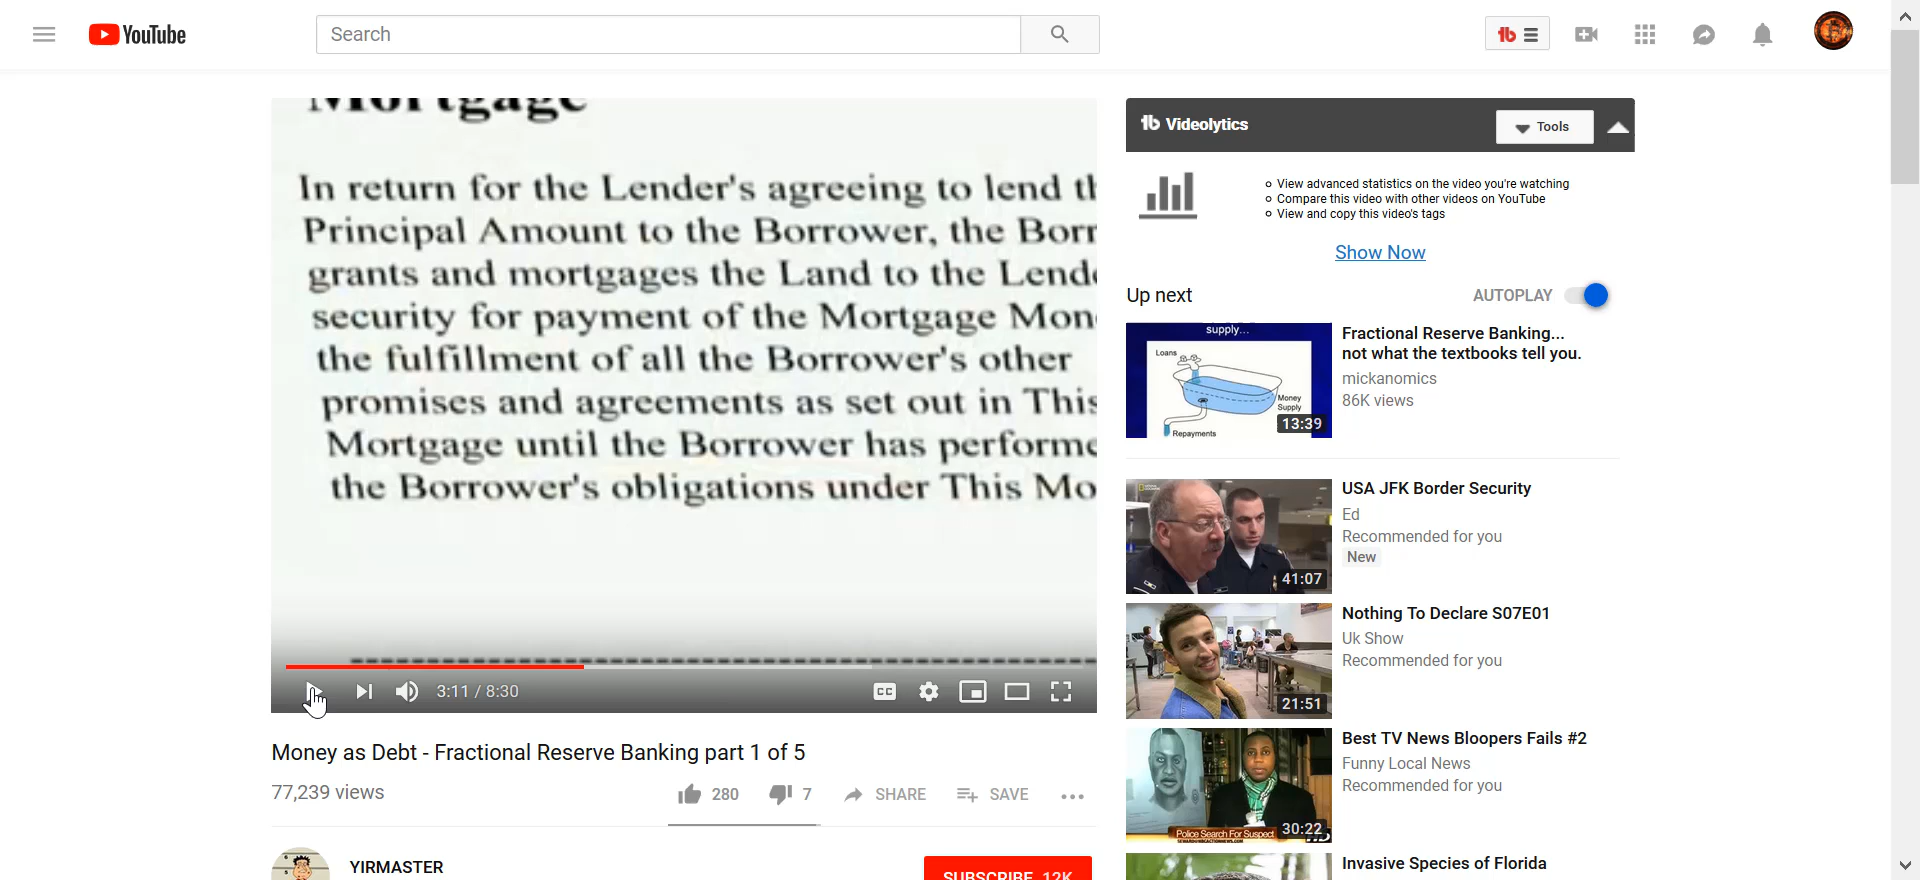 YouTube
Search
Mortgage
In return for the Lender's agreeing to lend th
Principal Amount to the Borrower, the Borr
grants and mortgages the Land to the Lende
security for payment of the Mortgage Mon
the fulfillment of all the Borrower's other
promises and agreements as set out in This
Mortgage until the Borrower has performe
the Borrower's obligations under This Mo
3:11 / 8:30
CC
Money as Debt - Fractional Reserve Banking part 1 of 5
77,239 views
280
7
SHARE
SAVE
YIRMASTER
SUBSCRIBE 12K
tb Videolytics
Tools
View advanced statistics on the video you're watching
Compare this video with other videos on YouTube
View and copy this video's tags
Show Now
Up next
AUTOPLAY
supply...
Loans
Money
Supply
Repayments
13:39
Fractional Reserve Banking...
not what the textbooks tell you.
mickanomics
86K views
41:07
USA JFK Border Security
Ed
Recommended for you
New
21:51
Nothing To Declare S07E01
Uk Show
Recommended for you
Police Search For Suspect
30:22
Best TV News Bloopers Fails #2
Funny Local News
Recommended for you
Invasive Species of Florida